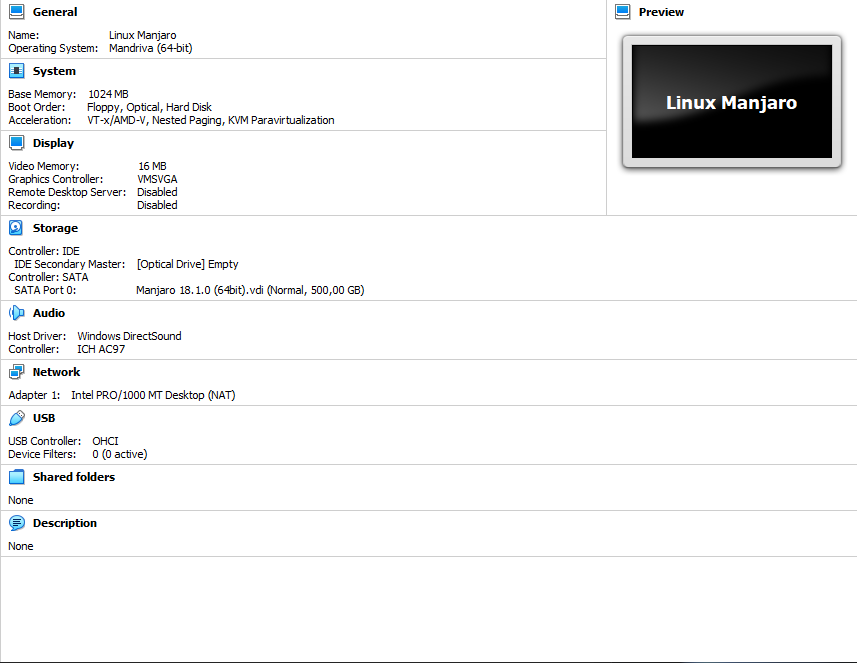 General
Name: Linux Manjaro
Operating System: Mandriva (64-bit)
System
Base Memory: 1024 MB
Boot Order: Floppy, Optical, Hard Disk
Acceleration: VT-x/AMD-V, Nested Paging, KVM Paravirtualization
Display
Video Memory: 16 MB
Graphics Controller: VMSVGA
Remote Desktop Server: Disabled
Recording: Disabled
Preview
Linux Manjaro
Storage
Controller: IDE
IDE Secondary Master: [Optical Drive] Empty
Controller: SATA
SATA Port 0: Manjaro 18.1.0 (64bit).vdi (Normal, 500,00 GB)
Audio
Host Driver: Windows DirectSound
Controller: ICH AC97
Network
Adapter 1: Intel PRO/1000 MT Desktop (NAT)
USB
USB Controller: OHCI
Device Filters: 0 (0 active)
Shared folders
None
Description
None